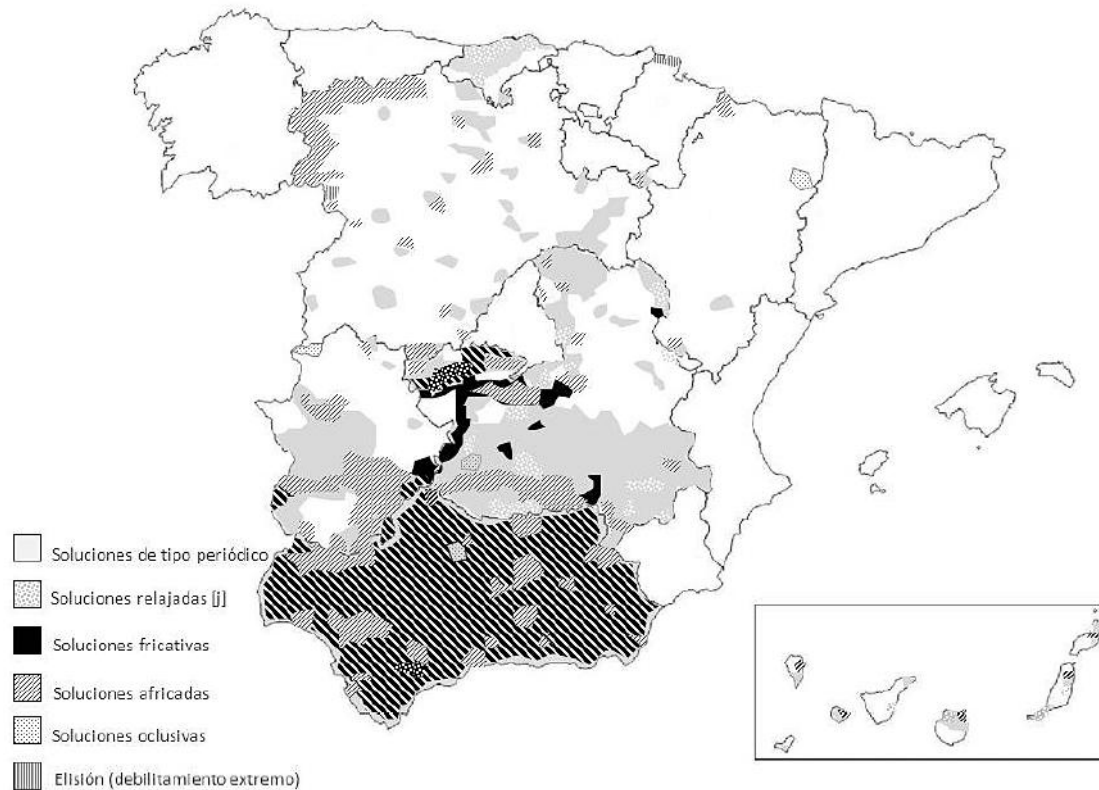 Soluciones de tipo periódico
Soluciones relajadas [j]
Soluciones fricativas
Soluciones africadas
Soluciones oclusivas
Elisión (debilitamiento extremo)